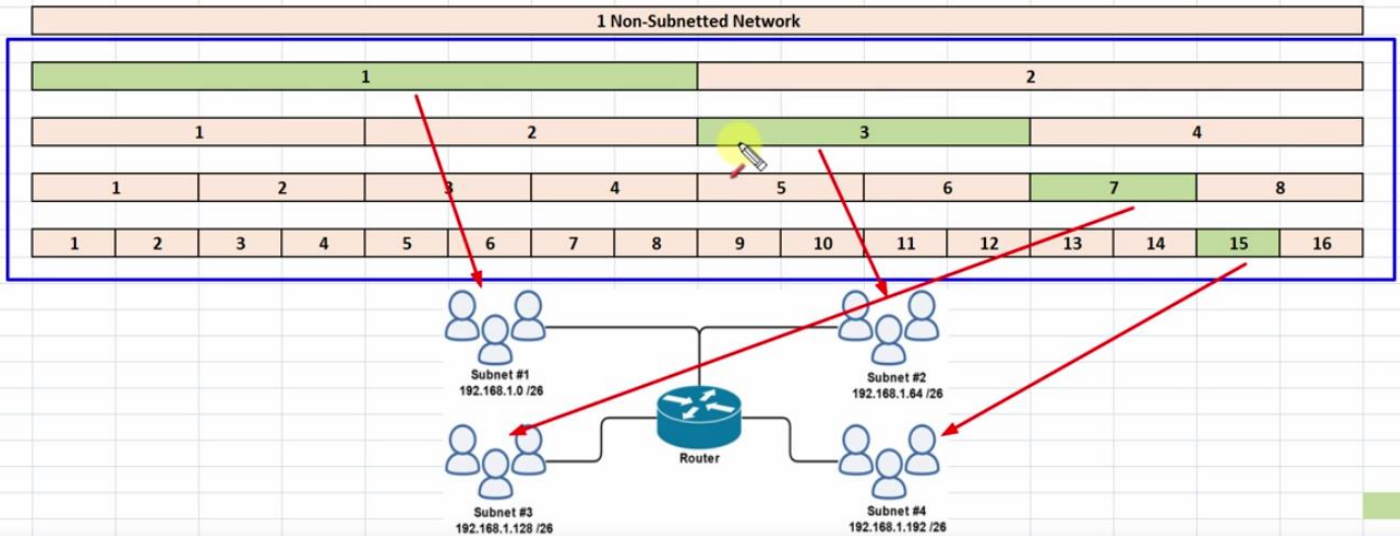 1 Non-Subnetted Network
1 2
1 2 3 4
1 2 3 4 5 6 7 8
1 2 3 4 5 6 7 8 9 10 11 12 13 14 15 16
Subnet #1
192.168.1.0 /26
Subnet #2
192.168.1.64 /26
Router
Subnet #3
192.168.1.128 /26
Subnet #4
192.168.1.192 /26